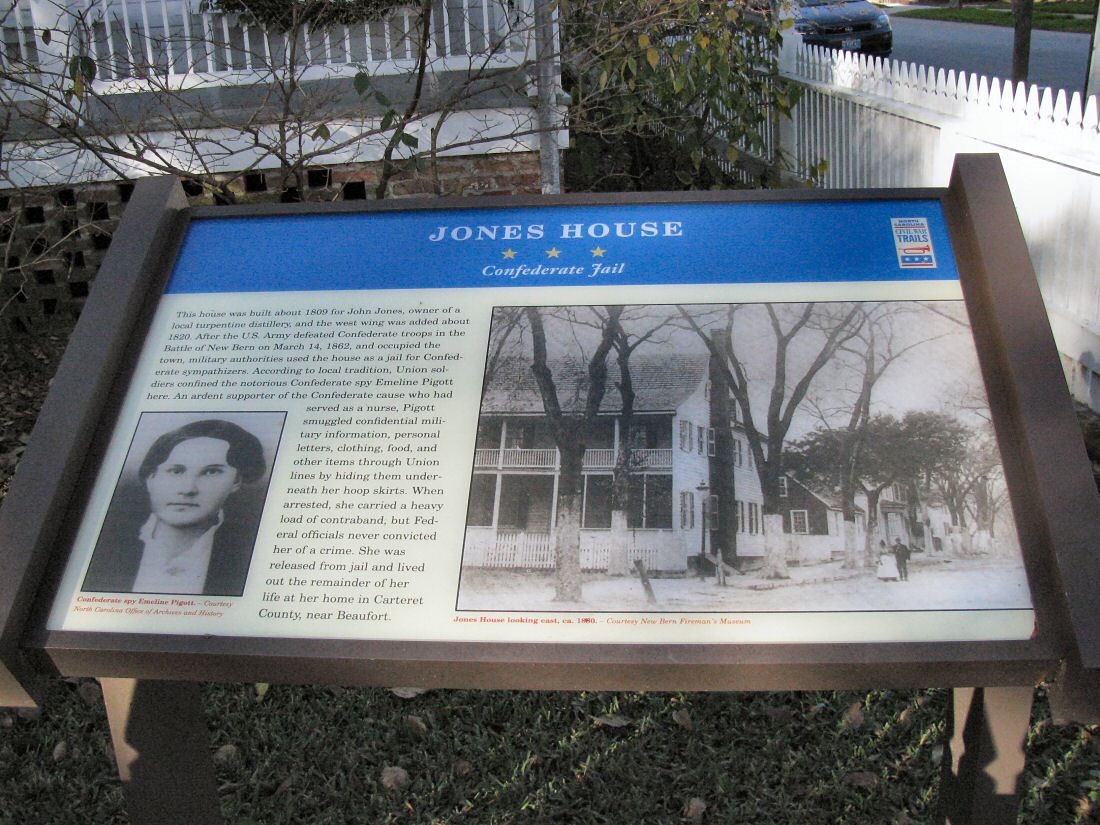 JONES HOUSE
Confederate Jail
NORTH
CAROLINA
CIVIL WAR
TRAILS
This house was built about 1809 for John Jones, owner of a
local turpentine distillery, and the west wing was added about
1820. After the U.S. Army defeated Confederate troops in the
Battle of New Bern on March 14, 1862, and occupied the
town, military authorities used the house as a jail for Confed-
erate sympathizers. According to local tradition, Union sol-
diers confined the notorious Confederate spy Emeline Pigott
here. An ardent supporter of the Confederate cause who had
served as a nurse, Pigott
smuggled confidential mili-
tary information, personal
letters, clothing, food, and
other items through Union
lines by hiding them under-
neath her hoop skirts. When
arrested, she carried a heavy
load of contraband, but Fed-
eral officials never convicted
her of a crime. She was
released from jail and lived
out the remainder of her
life at her home in Carteret
County, near Beaufort.
Confederate spy Emeline Pigott. – Courtesy
North Carolina Office of Archives and History
Jones House looking east, ca. 1880. – Courtesy New Bern Fireman's Museum